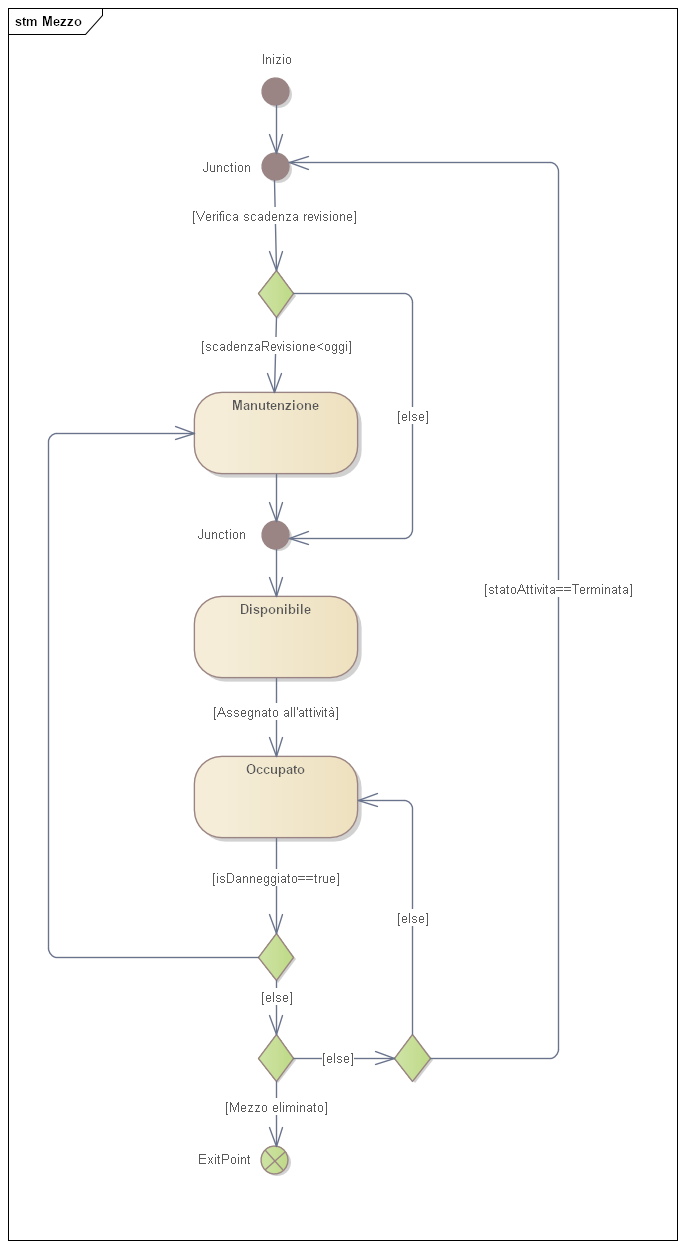 stm Mezzo
Inizio
Junction
[Verifica scadenza revisione]
[scadenzaRevisione<oggi]
Manutenzione
[else]
Junction
[statoAttivita==Terminata]
Disponibile
[Assegnato all'attività]
Occupato
[isDanneggiato==true]
[else]
[else]
[else]
[Mezzo eliminato]
ExitPoint